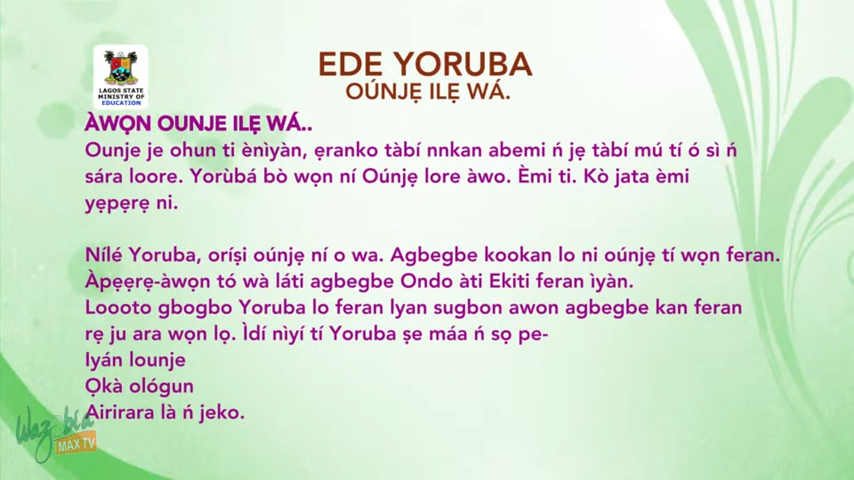 LAGOS STATE
MINISTRY OF
EDUCATION
EDE YORUBA
OÚNJẸ ILẸ WÁ.
ÀWỌN OUNJE ILẸ WÁ..
Ounje je ohun ti ènìyàn, ẹranko tàbí nnkan abemi ń jẹ tàbí mú tí ó sì ń
sára loore. Yorùbá bò wọn ní Oúnjẹ lore àwo. Èmi ti. Kò jata èmi
yẹpẹrẹ ni.
Nílé Yoruba, oríṣi oúnjẹ ní o wa. Agbegbe kookan lo ni oúnjẹ tí wọn feran.
Àpẹẹrẹ-àwọn tó wà láti agbegbe Ondo àti Ekiti feran ìyàn.
Loooto gbogbo Yoruba lo feran Iyan sugbon awon agbegbe kan feran
rẹ ju ara wọn lọ. Ìdí nìyí tí Yoruba ṣe máa ń sọ pe-
Iyán lounje
Ọkà ológun
Airirara là ń jeko.
Wazobia
MAX TV